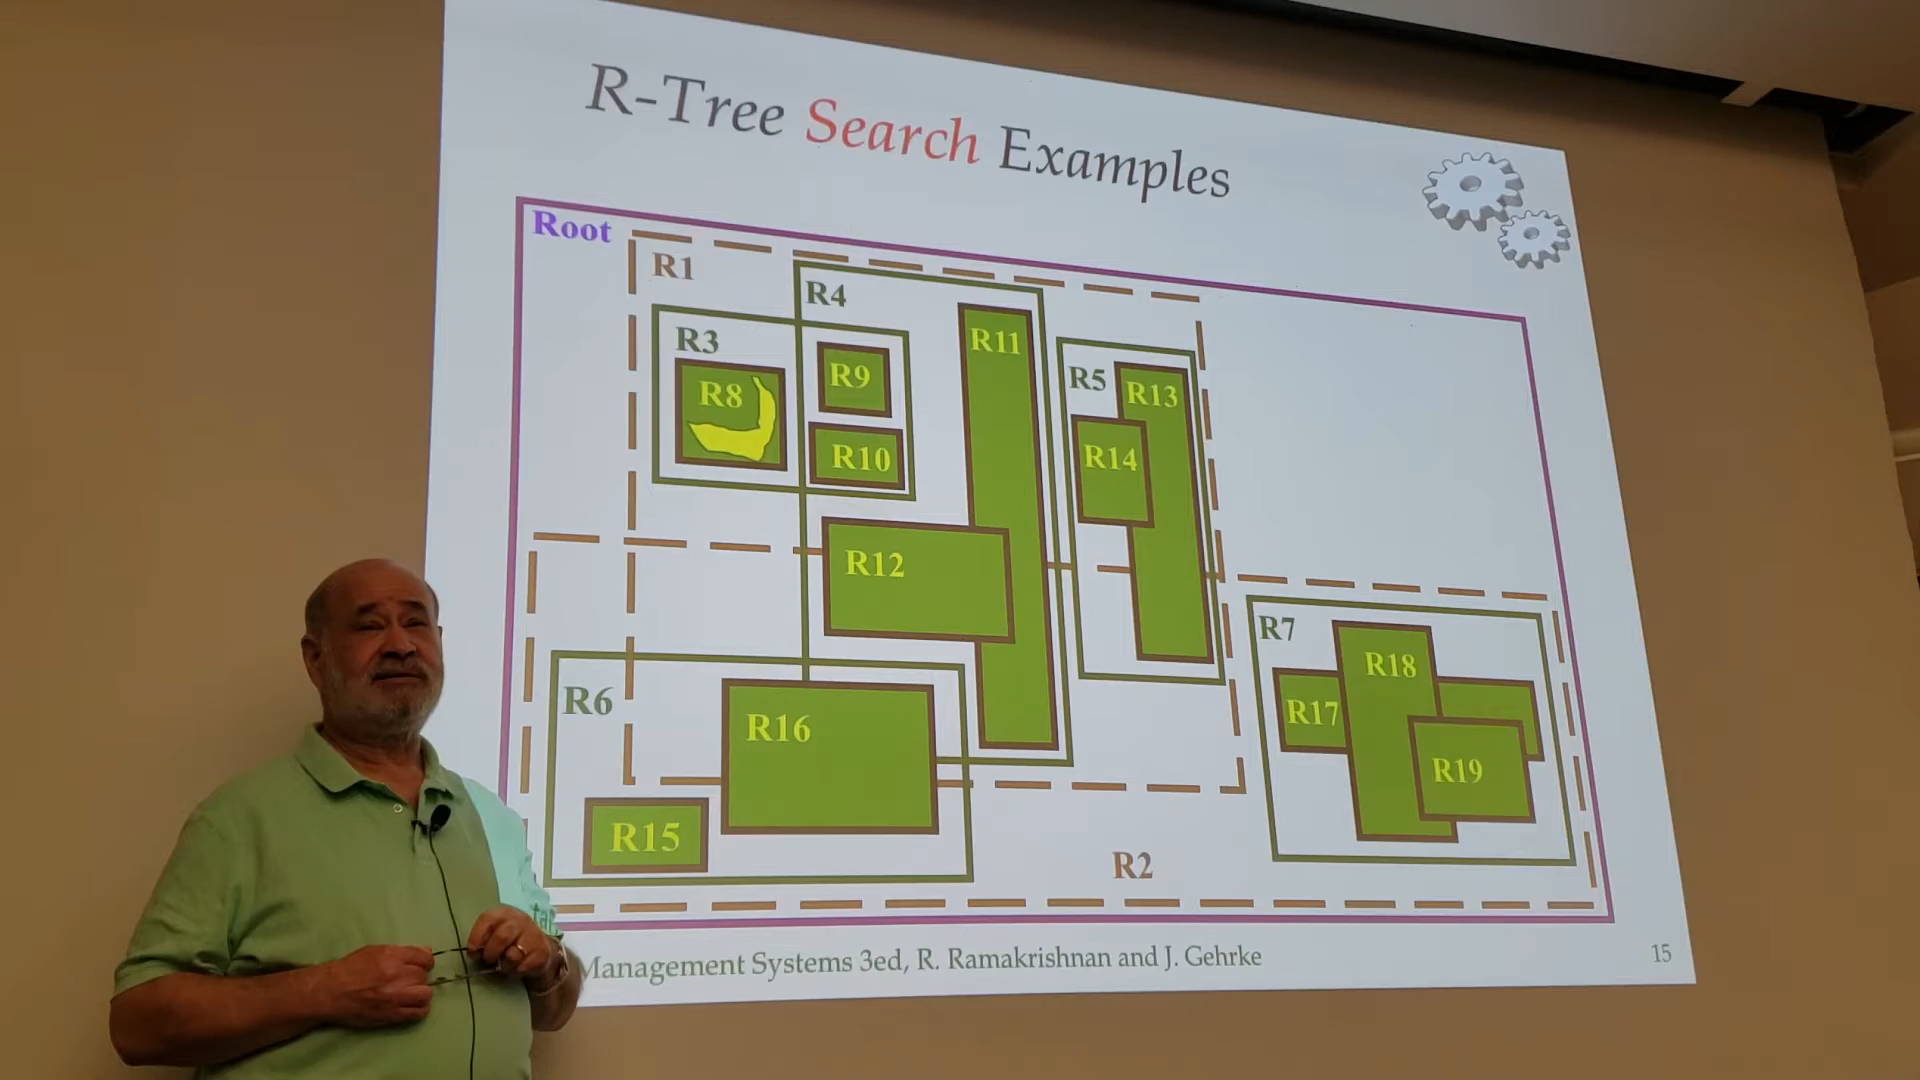 R-Tree Search Examples
Root
R1
R4
R3
R11
R8
R9
R5
R13
R10
R14
R12
R7
R18
R6
R17
R16
R19
R15
R2
Management Systems 3ed, R. Ramakrishnan and J. Gehrke
15